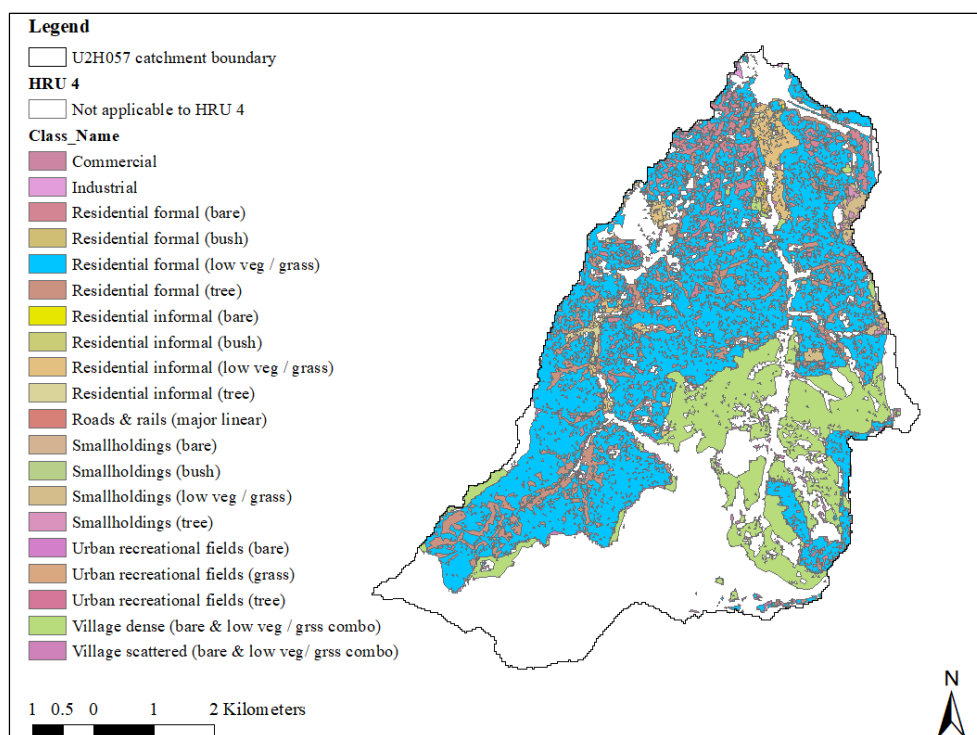 Legend
U2H057 catchment boundary
HRU 4
Not applicable to HRU 4
Class_Name
Commercial
Industrial
Residential formal (bare)
Residential formal (bush)
Residential formal (low veg / grass)
Residential formal (tree)
Residential informal (bare)
Residential informal (bush)
Residential informal (low veg / grass)
Residential informal (tree)
Roads & rails (major linear)
Smallholdings (bare)
Smallholdings (bush)
Smallholdings (low veg / grass)
Smallholdings (tree)
Urban recreational fields (bare)
Urban recreational fields (grass)
Urban recreational fields (tree)
Village dense (bare & low veg / grss combo)
Village scattered (bare & low veg/ grss combo)
1 0.5 0 1 2 Kilometers
N